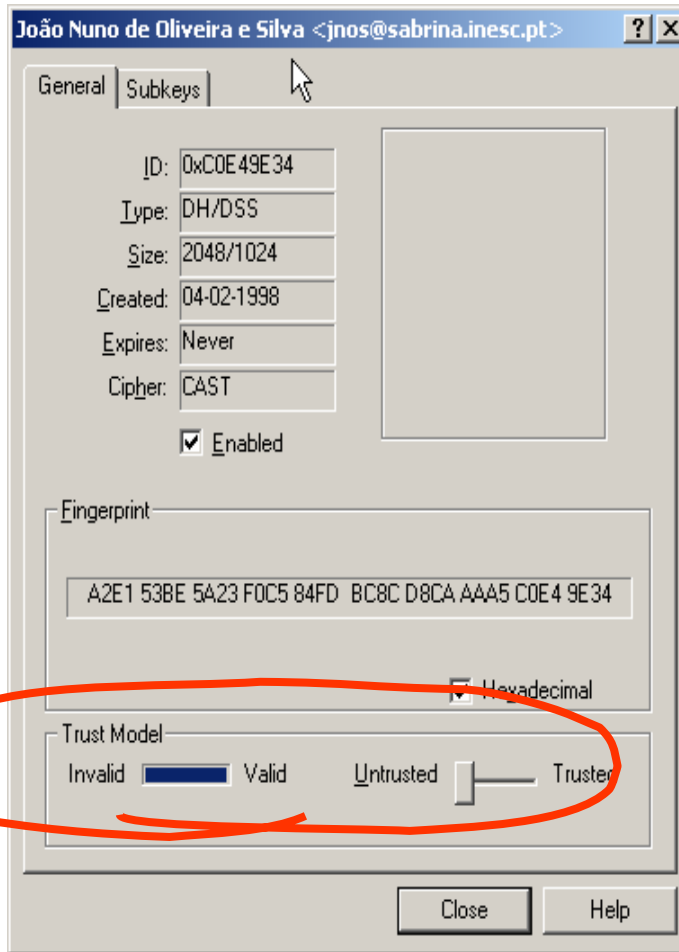 João Nuno de Oliveira e Silva <jnos@sabrina.inesc.pt>
General Subkeys
ID: 0xC0E49E34
Type: DH/DSS
Size: 2048/1024
Created: 04-02-1998
Expires: Never
Cipher: CAST
Enabled
Fingerprint
A2E1 53BE 5A23 F0C5 84FD BC8C D8CA AAA5 C0E4 9E34
Hexadecimal
Trust Model
Invalid Valid Untrusted Trusted
Close Help